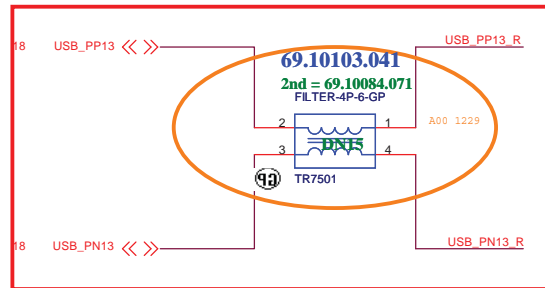 18 USB_PP13 USB_PP13_R
69.10103.041
2nd = 69.10084.071
FILTER-4P-6-GP
2 1 A00 1229
DN15
3 4
GP
TR7501
18 USB_PN13 USB_PN13_R